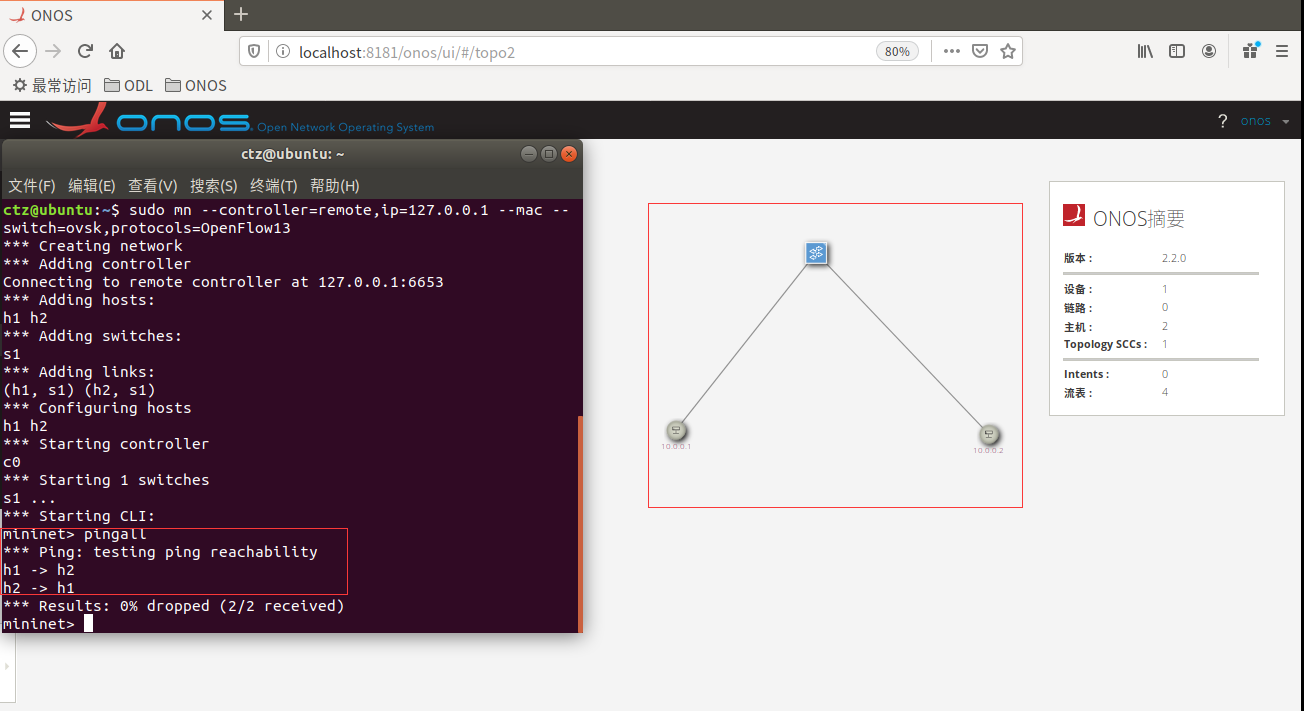 ONOS
localhost:8181/onos/ui/#/topo2
80%
最常访问 ODL ONOS
onos Open Network Operating System
? onos
ctz@ubuntu: ~
文件(F) 编辑(E) 查看(V) 搜索(S) 终端(T) 帮助(H)
ctz@ubuntu:~$ sudo mn --controller=remote,ip=127.0.0.1 --mac --
switch=ovsk,protocols=OpenFlow13
*** Creating network
*** Adding controller
Connecting to remote controller at 127.0.0.1:6653
*** Adding hosts:
h1 h2
*** Adding switches:
s1
*** Adding links:
(h1, s1) (h2, s1)
*** Configuring hosts
h1 h2
*** Starting controller
c0
*** Starting 1 switches
s1 ...
*** Starting CLI:
mininet> pingall
*** Ping: testing ping reachability
h1 -> h2
h2 -> h1
*** Results: 0% dropped (2/2 received)
mininet>
10.0.0.1
10.0.0.2
ONOS摘要
版本 : 2.2.0
设备 : 1
链路 : 0
主机 : 2
Topology SCCs : 1
Intents : 0
流表 : 4